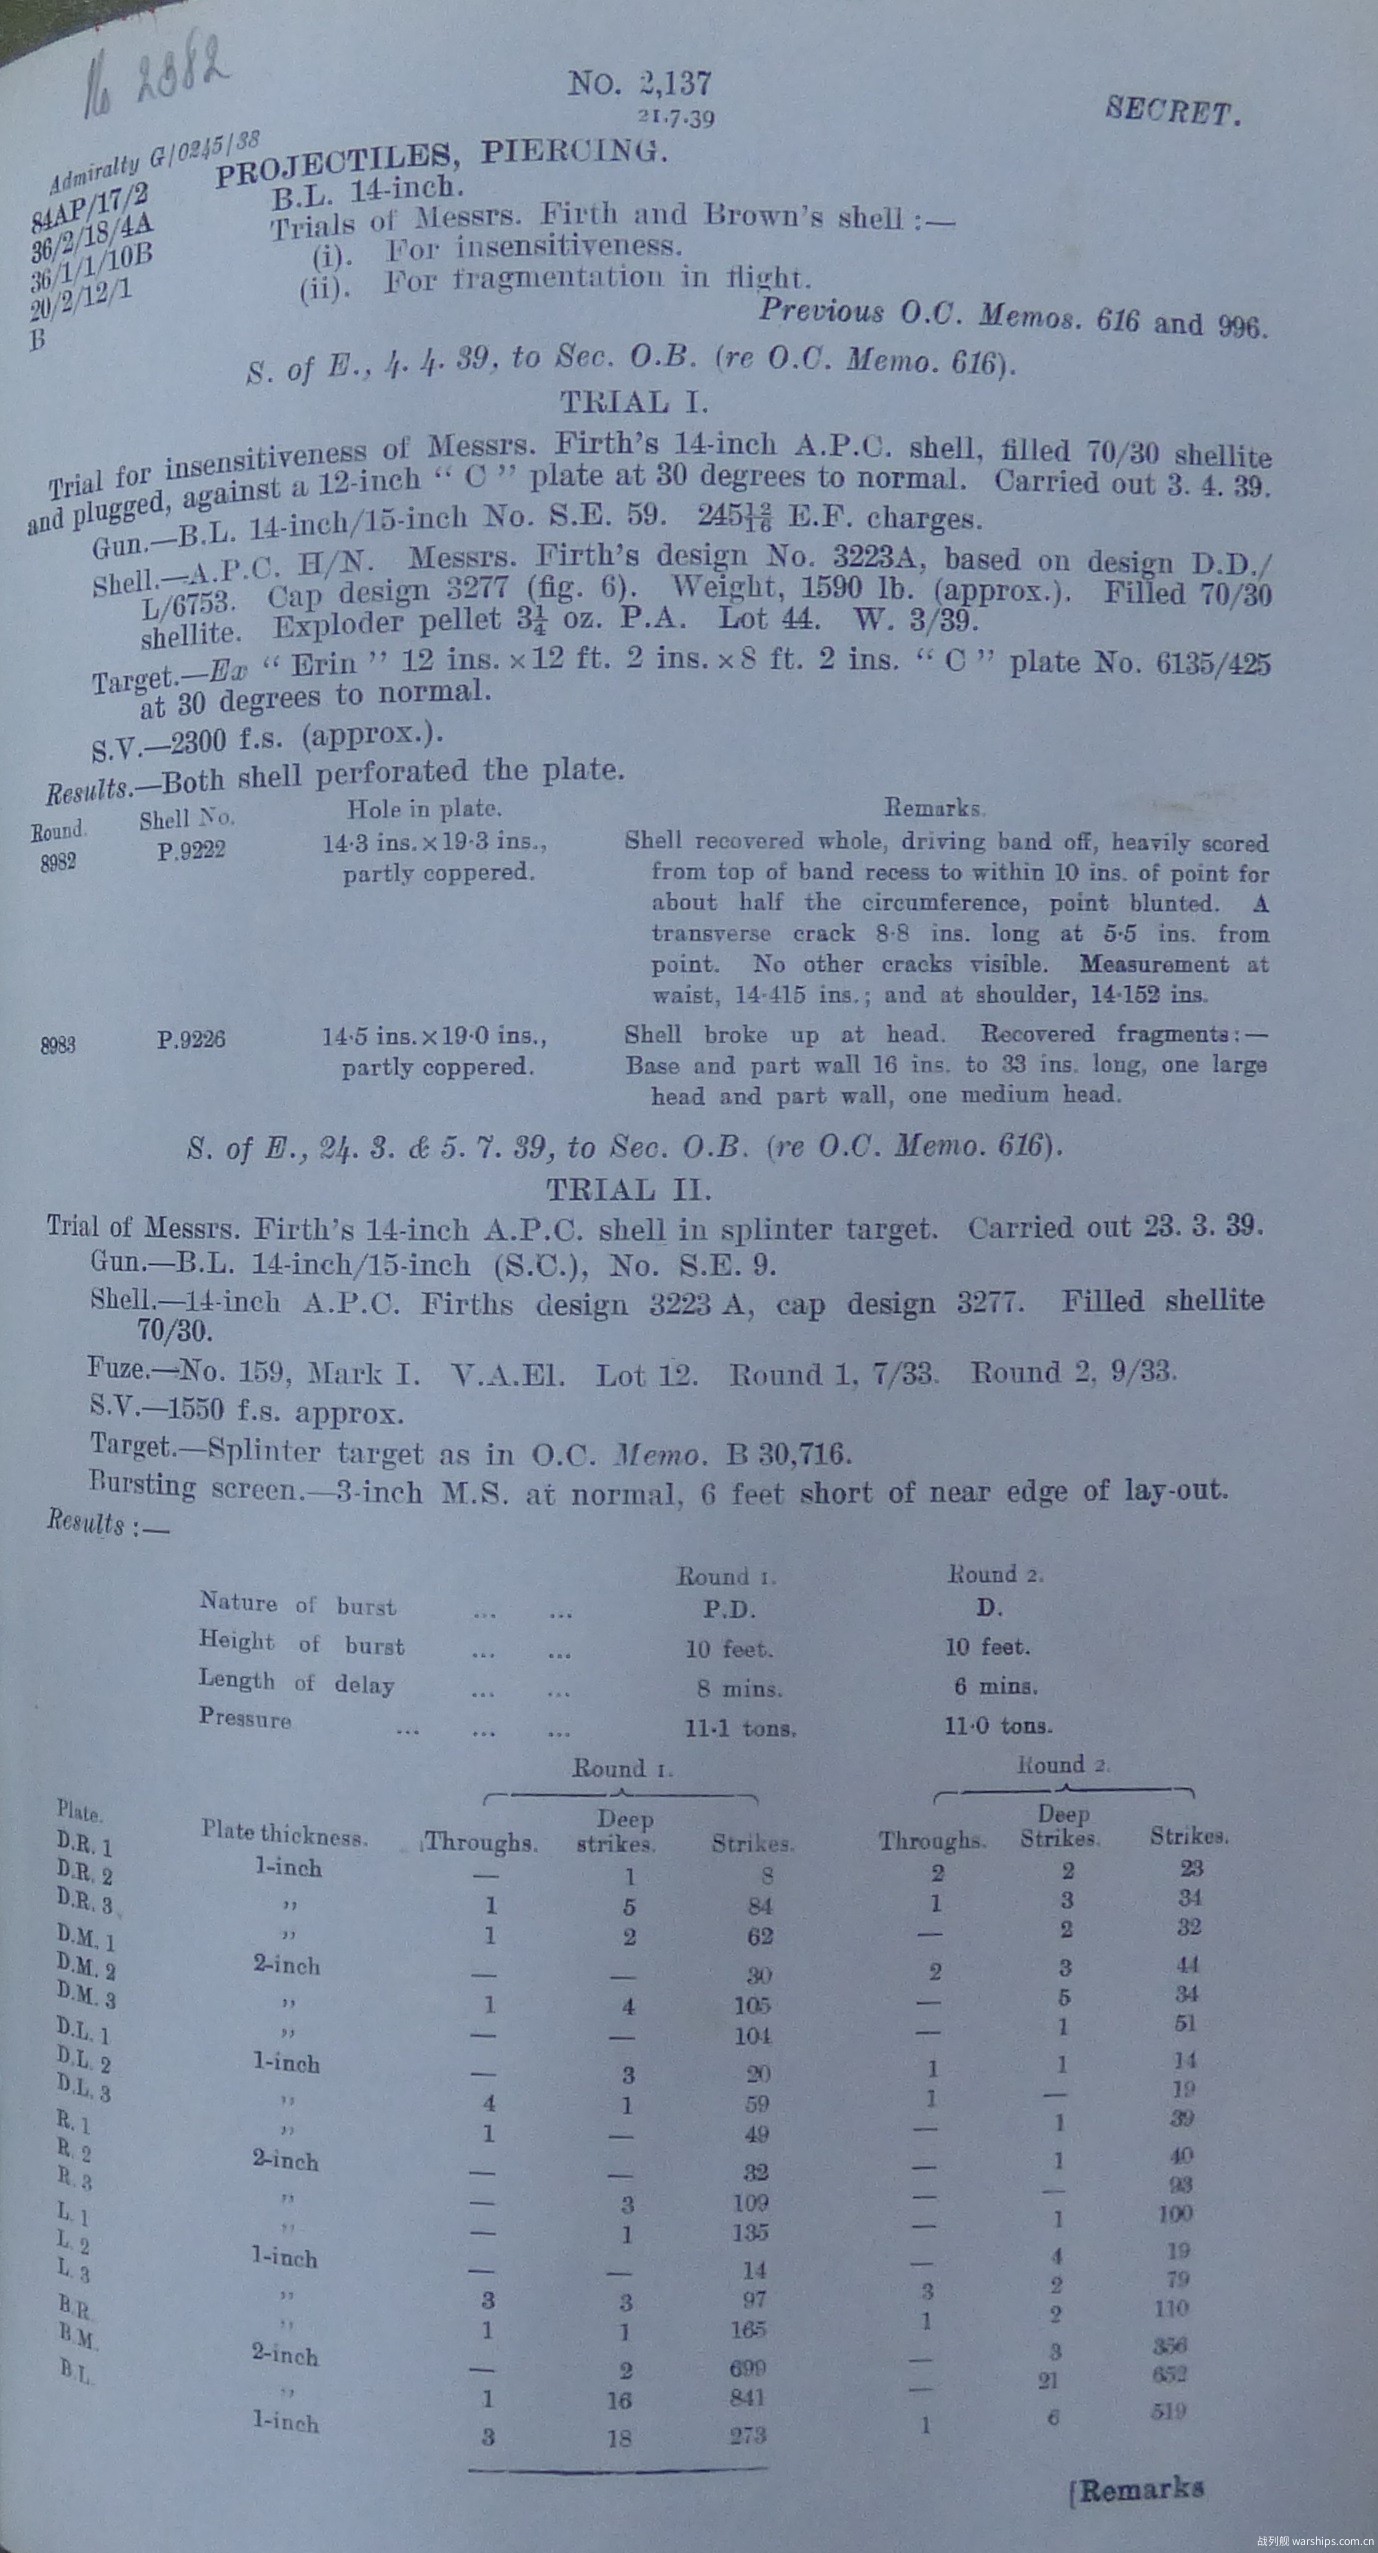 No 2382
NO. 2,137
21.7.39
SECRET.
Admiralty G/0245/38
84AP/17/2
36/2/18/4A
36/1/1/10B
20/2/12/1
B
PROJECTILES, PIERCING.
B.L. 14-inch.
Trials of Messrs. Firth and Brown's shell :—
(i). For insensitiveness.
(ii). For fragmentation in flight.
Previous O.C. Memos. 616 and 996.
S. of E., 4. 4. 39, to Sec. O.B. (re O.C. Memo. 616).
TRIAL I.
Trial for insensitiveness of Messrs. Firth's 14-inch A.P.C. shell, filled 70/30 shellite
and plugged, against a 12-inch “ C ” plate at 30 degrees to normal. Carried out 3. 4. 39.
Gun.—B.L. 14-inch/15-inch No. S.E. 59. 245 12/16 E.F. charges.
Shell.—A.P.C. H/N. Messrs. Firth's design No. 3223A, based on design D.D./
L/6753. Cap design 3277 (fig. 6). Weight, 1590 lb. (approx.). Filled 70/30
shellite. Exploder pellet 3¼ oz. P.A. Lot 44. W. 3/39.
Target.—Ex “ Erin ” 12 ins. × 12 ft. 2 ins. × 8 ft. 2 ins. “ C ” plate No. 6135/425
at 30 degrees to normal.
S.V.—2300 f.s. (approx.).
Results.—Both shell perforated the plate.
Round. Shell No. Hole in plate. Remarks.
8982 P.9222 14·3 ins. × 19·3 ins., Shell recovered whole, driving band off, heavily scored
partly coppered. from top of band recess to within 10 ins. of point for
about half the circumference, point blunted. A
transverse crack 8·8 ins. long at 5·5 ins. from
point. No other cracks visible. Measurement at
waist, 14·415 ins.; and at shoulder, 14·152 ins.
8983 P.9226 14·5 ins. × 19·0 ins., Shell broke up at head. Recovered fragments:—
partly coppered. Base and part wall 16 ins. to 33 ins. long, one large
head and part wall, one medium head.
S. of E., 24. 3. & 5. 7. 39, to Sec. O.B. (re O.C. Memo. 616).
TRIAL II.
Trial of Messrs. Firth's 14-inch A.P.C. shell in splinter target. Carried out 23. 3. 39.
Gun.—B.L. 14-inch/15-inch (S.C.), No. S.E. 9.
Shell.—14-inch A.P.C. Firths design 3223 A, cap design 3277. Filled shellite
70/30.
Fuze.—No. 159, Mark I. V.A.El. Lot 12. Round 1, 7/33. Round 2, 9/33.
S.V.—1550 f.s. approx.
Target.—Splinter target as in O.C. Memo. B 30,716.
Bursting screen.—3-inch M.S. at normal, 6 feet short of near edge of lay-out.
Results :—
Round 1. Round 2.
Nature of burst ... ... P.D. D.
Height of burst ... ... 10 feet. 10 feet.
Length of delay ... ... 8 mins. 6 mins.
Pressure ... ... ... 11·1 tons. 11·0 tons.
Round 1. Round 2.
Plate. Plate thickness. Throughs. Deep strikes. Strikes. Throughs. Deep Strikes. Strikes.
D.R. 1 1-inch — 1 8 2 2 23
D.R. 2 ,, 1 5 84 1 3 34
D.R. 3 ,, 1 2 62 — 2 32
D.M. 1 2-inch — — 30 2 3 44
D.M. 2 ,, 1 4 105 — 5 34
D.M. 3 ,, — — 104 — 1 51
D.L. 1 1-inch — 3 20 1 1 14
D.L. 2 ,, 4 1 59 1 — 19
D.L. 3 ,, 1 — 49 — 1 39
R. 1 2-inch — — 32 — 1 40
R. 2 ,, — 3 109 — — 93
R. 3 ,, — 1 135 — 1 100
L. 1 1-inch — — 14 — 4 19
L. 2 ,, 3 3 97 3 2 79
L. 3 ,, 1 1 165 1 2 110
B.R. 2-inch — 2 699 — 3 356
B.M. ,, 1 16 841 — 21 652
B.L. 1-inch 3 18 273 1 6 519
[Remarks
战列舰 warships.com.cn